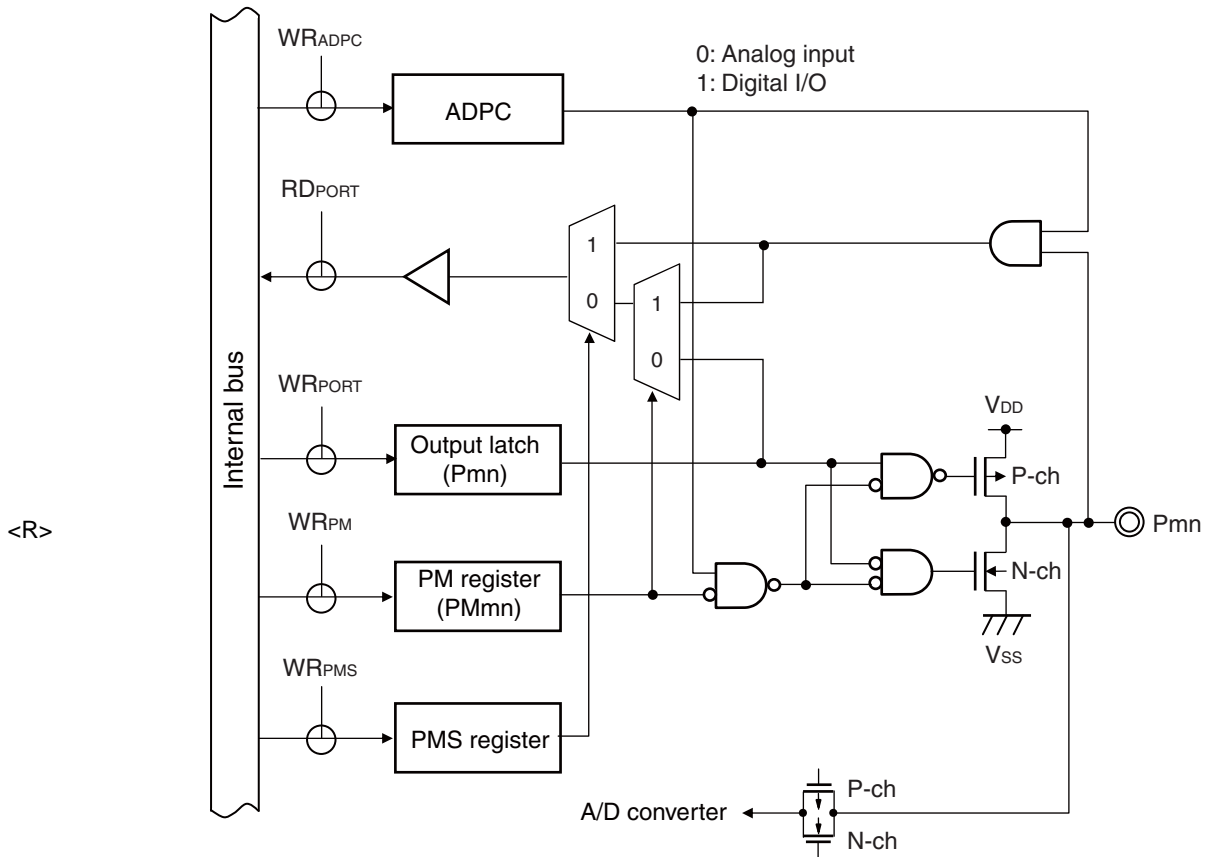 WRADPC
0: Analog input
1: Digital I/O
ADPC
RDPORT
1
0
1
0
Internal bus
WRPORT
Output latch
(Pmn)
VDD
P-ch
<R>
WRPM
Pmn
PM register
(PMmn)
N-ch
VSS
WRPMS
PMS register
P-ch
A/D converter
N-ch